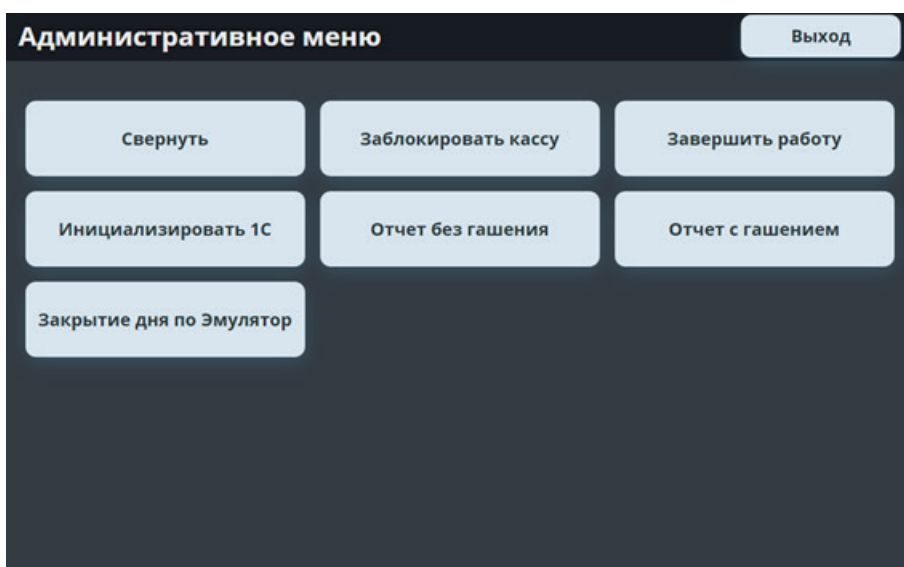 Административное меню
Выход
Свернуть
Заблокировать кассу
Завершить работу
Инициализировать 1С
Отчет без гашения
Отчет с гашением
Закрытие дня по Эмулятор